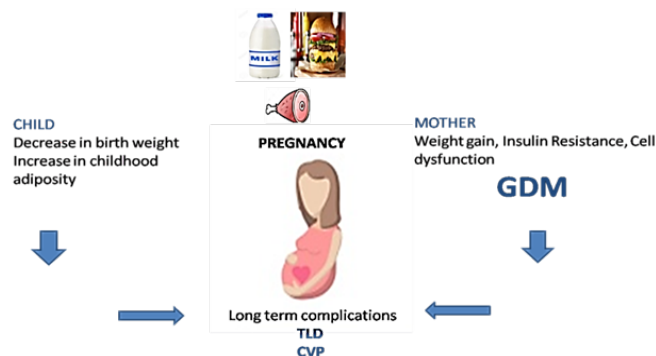 MILK
CHILD
Decrease in birth weight
Increase in childhood
adiposity
PREGNANCY
MOTHER
Weight gain, Insulin Resistance, Cell
dysfunction
GDM
Long term complications
TLD
CVP